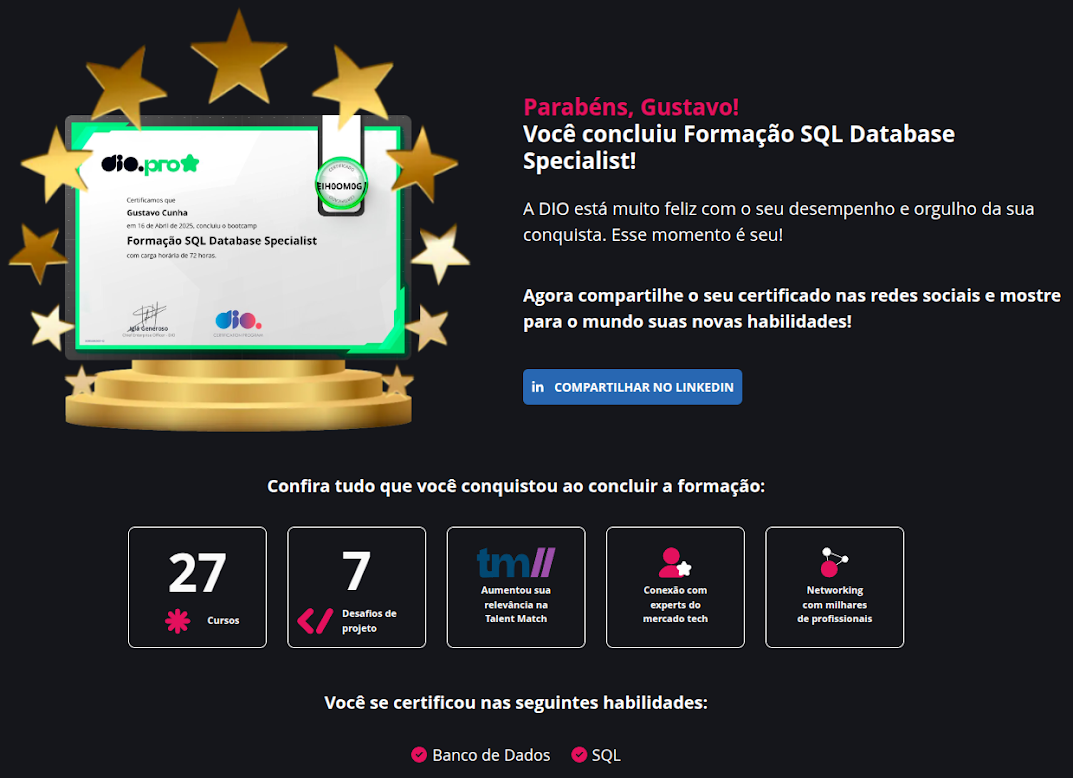 Parabéns, Gustavo!
Você concluiu Formação SQL Database
Specialist!
A DIO está muito feliz com o seu desempenho e orgulho da sua
conquista. Esse momento é seu!
Agora compartilhe o seu certificado nas redes sociais e mostre
para o mundo suas novas habilidades!
in COMPARTILHAR NO LINKEDIN
dio.pro
CERTIFICADO
EIH0OM0G
Certificamos que
Gustavo Cunha
em 16 de Abril de 2025, concluiu o bootcamp
Formação SQL Database Specialist
com carga horária de 72 horas.
Iglá Generoso
dio.
Confira tudo que você conquistou ao concluir a formação:
27
Cursos
7
Desafios de
projeto
tm//
Aumentou sua
relevância na
Talent Match
Conexão com
experts do
mercado tech
Networking
com milhares
de profissionais
Você se certificou nas seguintes habilidades:
Banco de Dados SQL